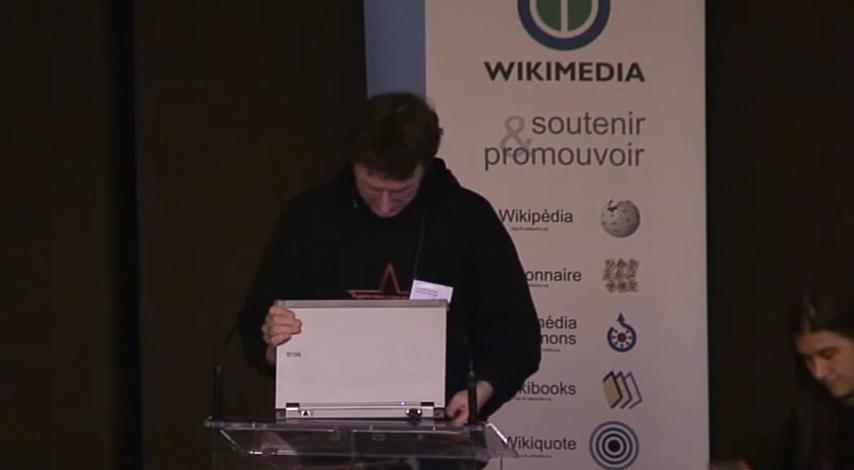 WIKIMEDIA
& soutenir
promouvoir
Wikipédia
onnaire
média
mons
ikibooks
Wikiquote